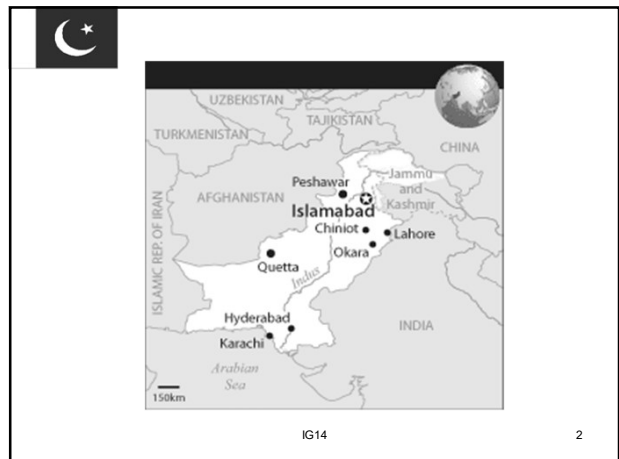 UZBEKISTAN
TAJIKISTAN
TURKMENISTAN
CHINA
Peshawar
Jammu
and
Kashmir
AFGHANISTAN
Islamabad
Chiniot
Lahore
Okara
ISLAMIC REP. OF IRAN
Quetta
Indus
Hyderabad
INDIA
Karachi
Arabian
Sea
150km
IG14 2